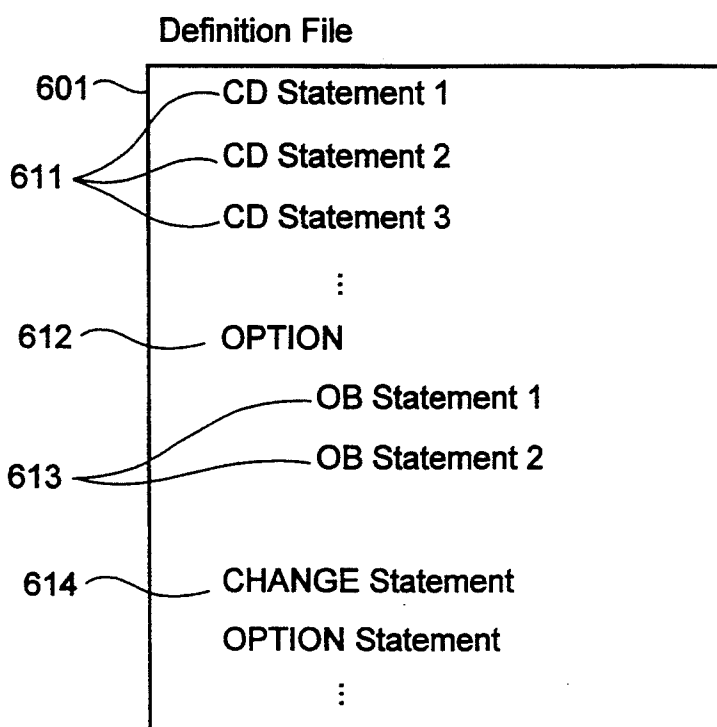 Definition File
601
CD Statement 1
611
CD Statement 2
CD Statement 3
⋮
612
OPTION
OB Statement 1
613
OB Statement 2
614
CHANGE Statement
OPTION Statement
⋮